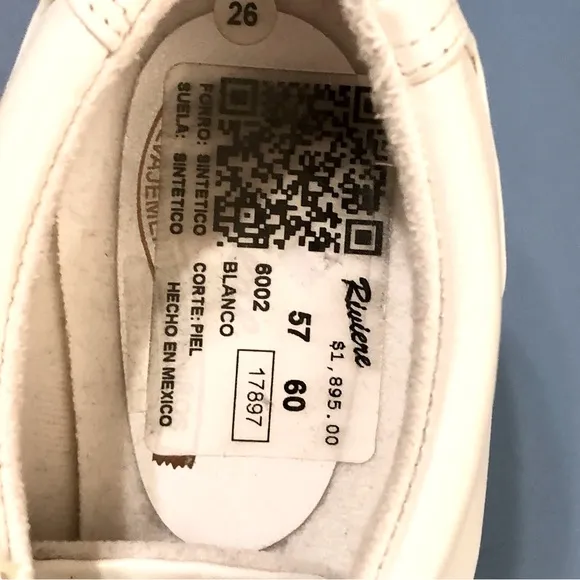 26
Riviere
$1,895.00
57 60
6002
17897
BLANCO
FORRO: SINTETICO CORTE: PIEL
SUELA: SINTETICO HECHO EN MEXICO